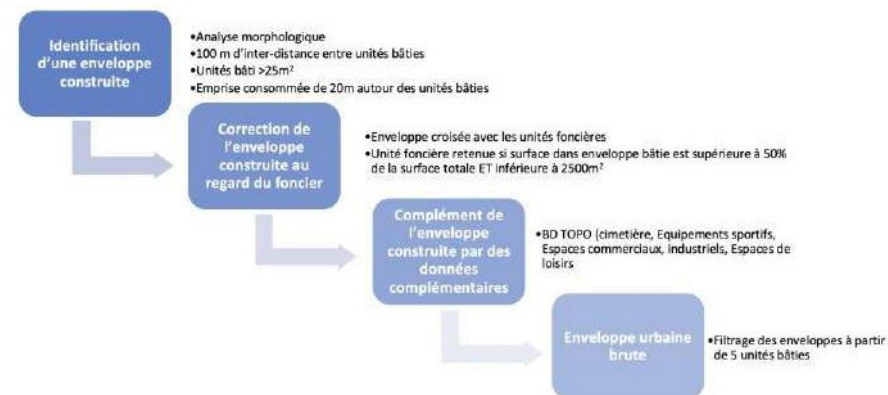 Identification
d'une enveloppe
construite
•Analyse morphologique
•100 m d'inter-distance entre unités bâties
•Unités bâti >25m²
•Emprise consommée de 20m autour des unités bâties
Correction de
l'enveloppe
construite au
regard du foncier
•Enveloppe croisée avec les unités foncières
•Unité foncière retenue si surface dans enveloppe bâtie est supérieure à 50%
de la surface totale ET inférieure à 2500m²
Complément de
l'enveloppe
construite par des
données
complémentaires
•BD TOPO (cimetière, Equipements sportifs,
Espaces commerciaux, industriels, Espaces de
loisirs
Enveloppe urbaine
brute
•Filtrage des enveloppes à partir
de 5 unités bâties